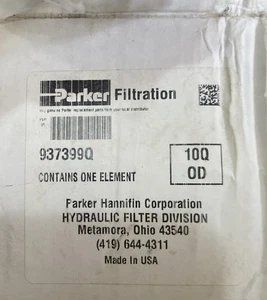 Parker Filtration
937399Q
10Q
OD
CONTAINS ONE ELEMENT
Parker Hannifin Corporation
HYDRAULIC FILTER DIVISION
Metamora, Ohio 43540
(419) 644-4311
Made In USA